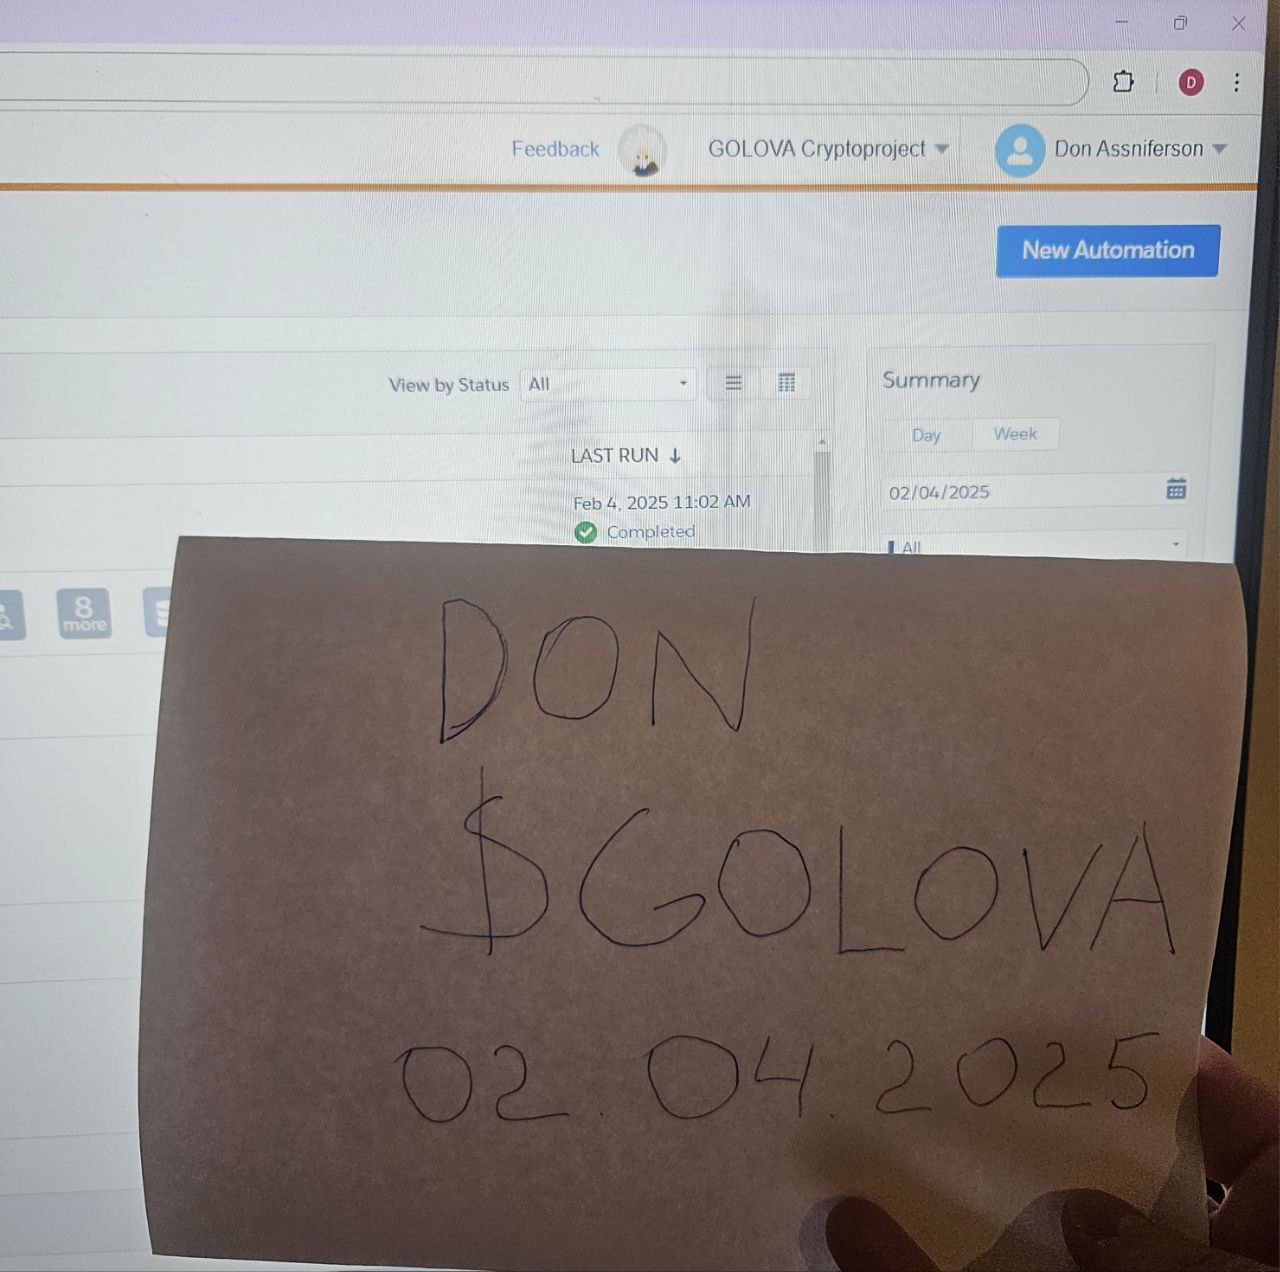 D
Feedback
GOLOVA Cryptoproject
Don Assniferson
New Automation
View by Status All
Summary
Day Week
LAST RUN ↓
02/04/2025
Feb 4, 2025 11:02 AM
Completed
All
8
more
DON
$GOLOVA
02.04.2025